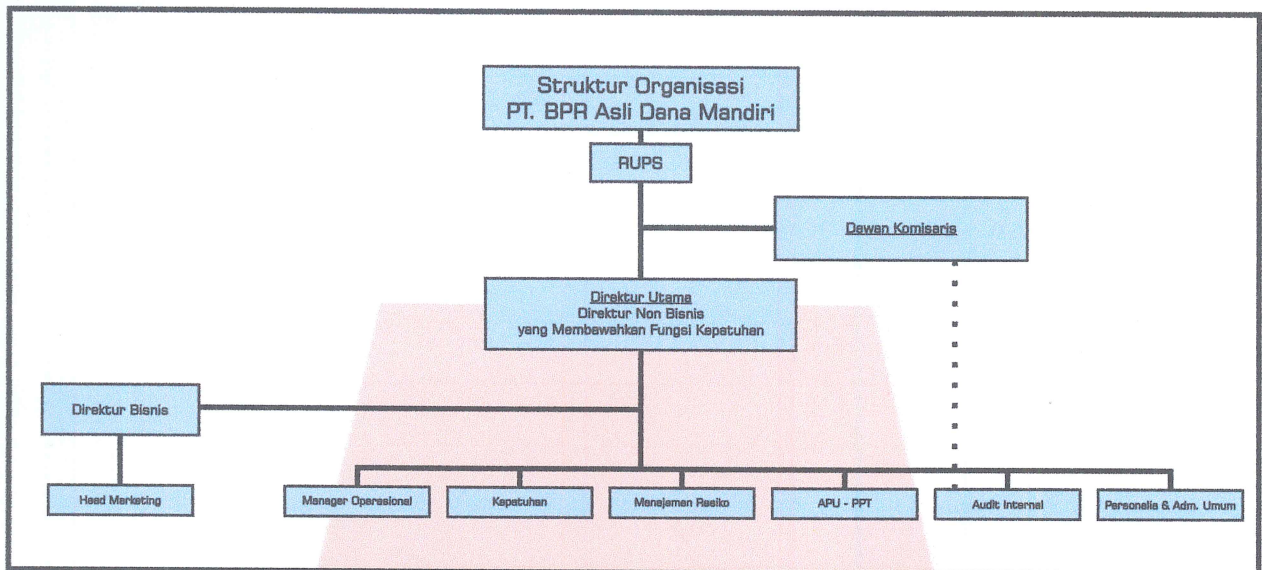 Struktur Organisasi
PT. BPR Asli Dana Mandiri
RUPS
Dewan Komisaris
Direktur Utama
Direktur Non Bisnis
yang Membawahkan Fungsi Kepatuhan
Direktur Bisnis
Head Marketing
Manager Operasional
Kepatuhan
Manajemen Resiko
APU - PPT
Audit Internal
Personalia & Adm. Umum